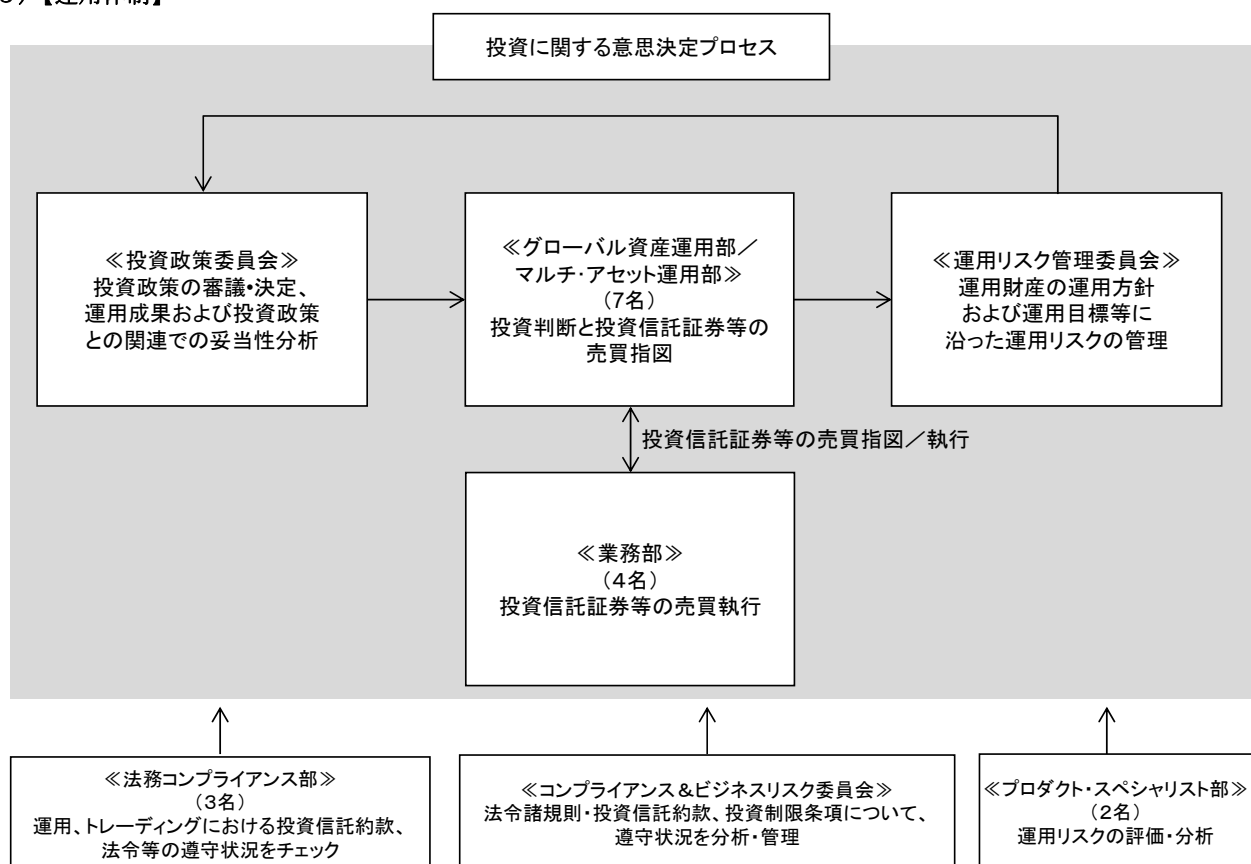 【運用体制】
投資に関する意思決定プロセス
≪投資政策委員会≫
投資政策の審議・決定、
運用成果および投資政策
との関連での妥当性分析
≪グローバル資産運用部／
マルチ・アセット運用部≫
（7名）
投資判断と投資信託証券等の
売買指図
≪運用リスク管理委員会≫
運用財産の運用方針
および運用目標等に
沿った運用リスクの管理
投資信託証券等の売買指図／執行
≪業務部≫
（4名）
投資信託証券等の売買執行
≪法務コンプライアンス部≫
（3名）
運用、トレーディングにおける投資信託約款、
法令等の遵守状況をチェック
≪コンプライアンス＆ビジネスリスク委員会≫
法令諸規則・投資信託約款、投資制限条項について、
遵守状況を分析・管理
≪プロダクト・スペシャリスト部≫
（2名）
運用リスクの評価・分析